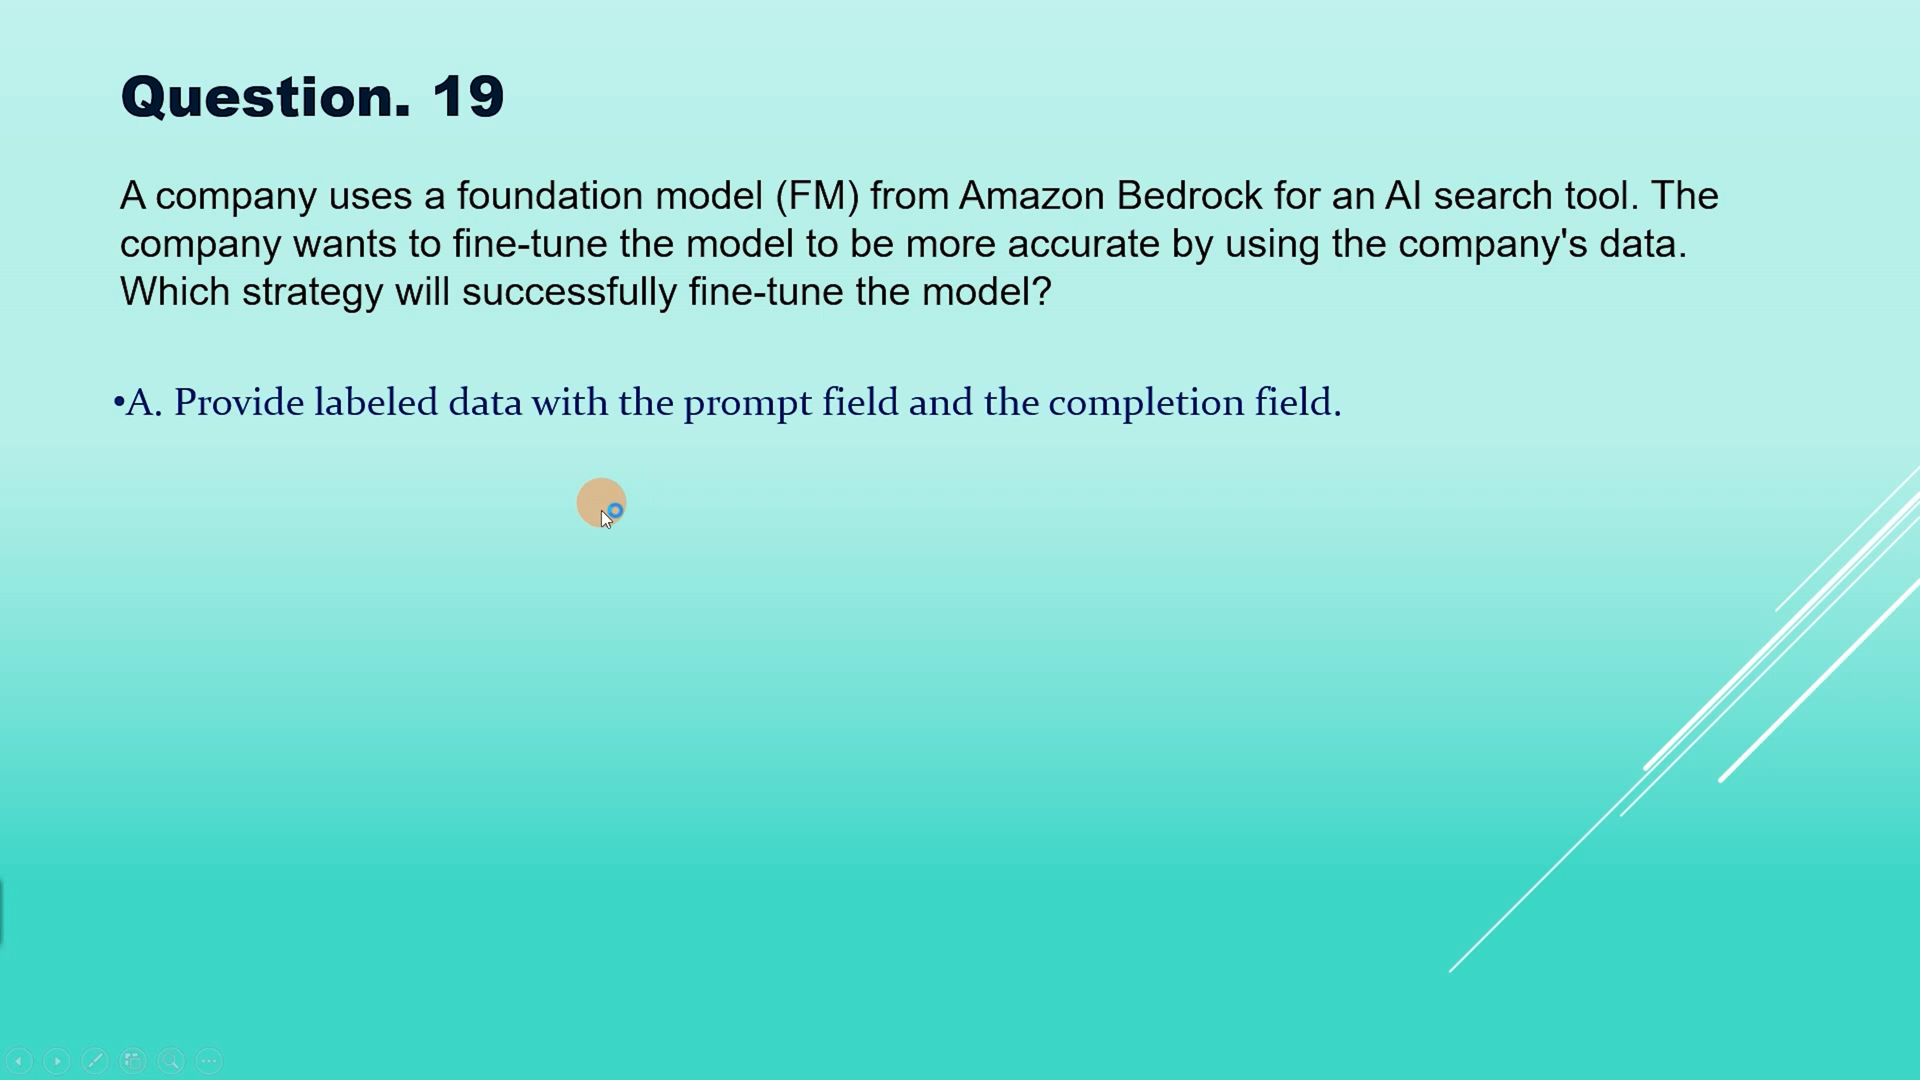 Question. 19
A company uses a foundation model (FM) from Amazon Bedrock for an AI search tool. The
company wants to fine-tune the model to be more accurate by using the company's data.
Which strategy will successfully fine-tune the model?
•A. Provide labeled data with the prompt field and the completion field.